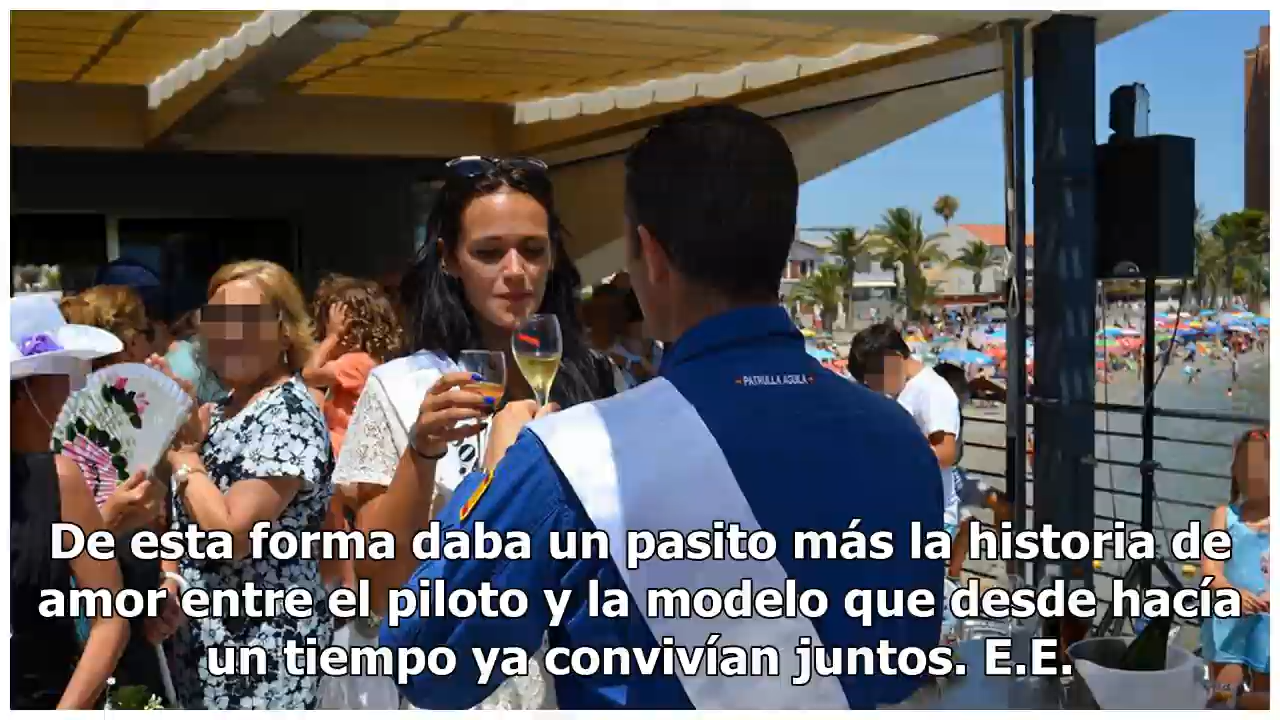 PATRULLA AGUILA
De esta forma daba un pasito más la historia de
amor entre el piloto y la modelo que desde hacía
un tiempo ya convivían juntos. E.E.